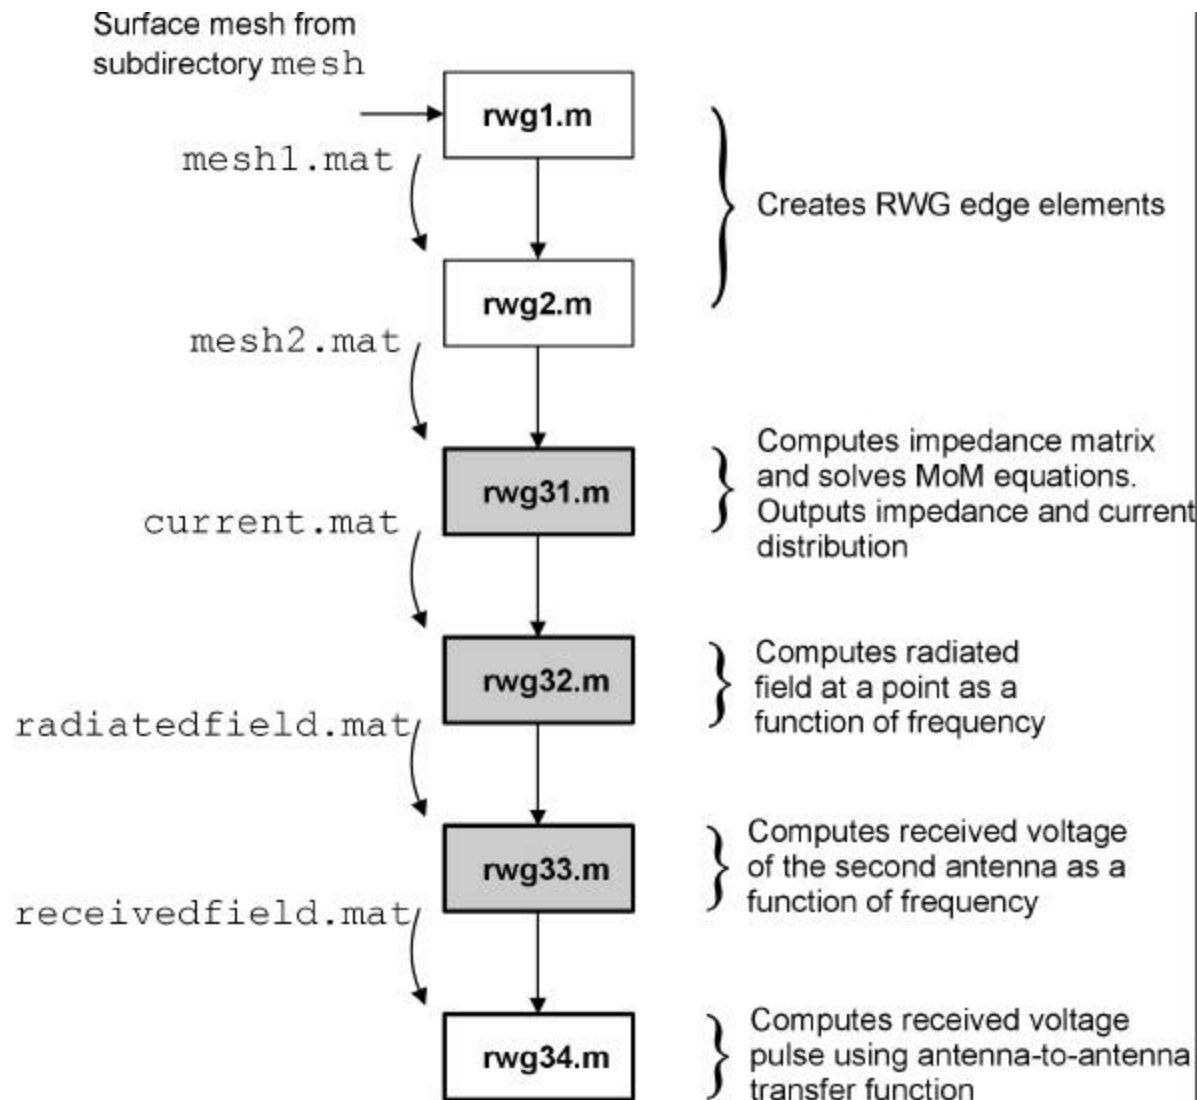 Surface mesh from
subdirectory mesh
rwg1.m
mesh1.mat
Creates RWG edge elements
rwg2.m
mesh2.mat
Computes impedance matrix
and solves MoM equations.
Outputs impedance and current
distribution
rwg31.m
current.mat
Computes radiated
field at a point as a
function of frequency
rwg32.m
radiatedfield.mat
Computes received voltage
of the second antenna as a
function of frequency
rwg33.m
receivedfield.mat
Computes received voltage
pulse using antenna-to-antenna
transfer function
rwg34.m